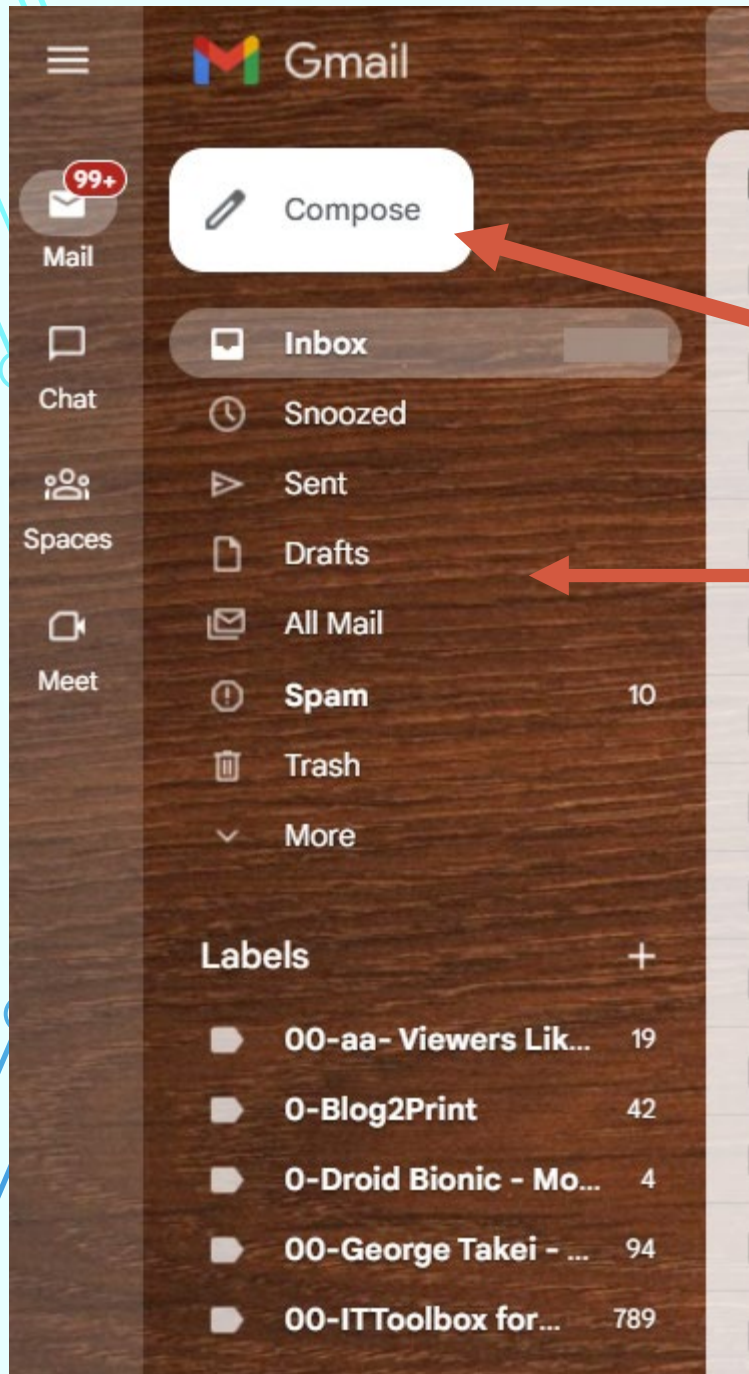 Gmail
99+
Compose
Mail
Inbox
Chat
Snoozed
Sent
Spaces
Drafts
All Mail
Meet
Spam 10
Trash
More
Labels +
00-aa- Viewers Lik... 19
0-Blog2Print 42
0-Droid Bionic - Mo... 4
00-George Takei - ... 94
00-ITToolbox for... 789